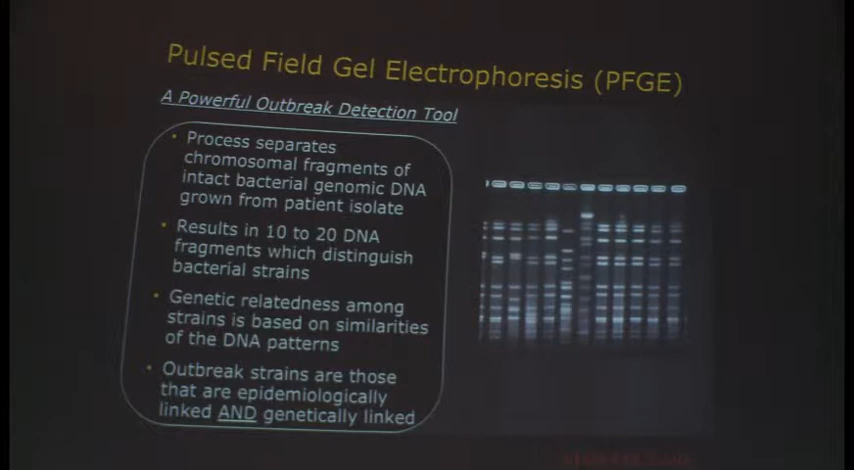 Pulsed Field Gel Electrophoresis (PFGE)
A Powerful Outbreak Detection Tool
• Process separates
chromosomal fragments of
intact bacterial genomic DNA
grown from patient isolate
• Results in 10 to 20 DNA
fragments which distinguish
bacterial strains
• Genetic relatedness among
strains is based on similarities
of the DNA patterns
• Outbreak strains are those
that are epidemiologically
linked AND genetically linked